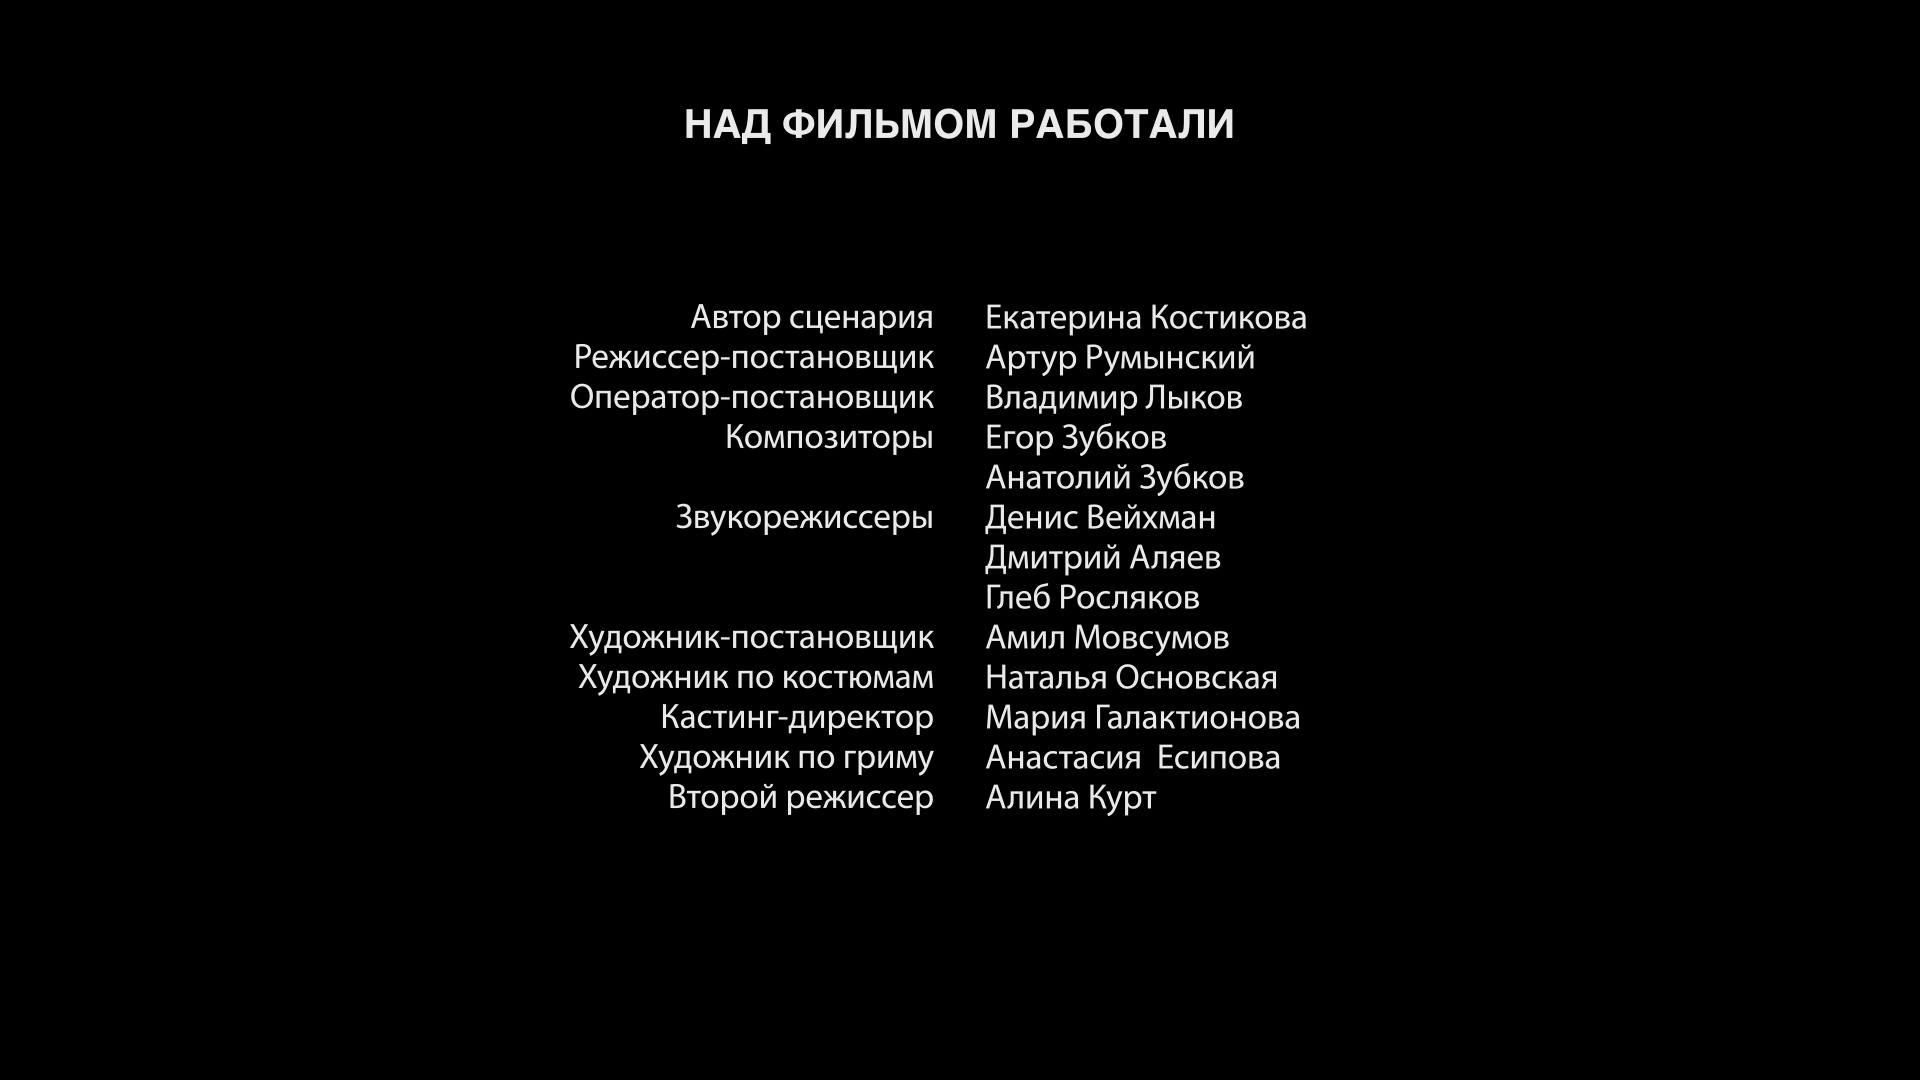 НАД ФИЛЬМОМ РАБОТАЛИ
Автор сценария Екатерина Костикова
Режиссер-постановщик Артур Румынский
Оператор-постановщик Владимир Лыков
Композиторы Егор Зубков
Анатолий Зубков
Звукорежиссеры Денис Вейхман
Дмитрий Аляев
Глеб Росляков
Художник-постановщик Амил Мовсумов
Художник по костюмам Наталья Основская
Кастинг-директор Мария Галактионова
Художник по гриму Анастасия  Есипова
Второй режиссер Алина Курт